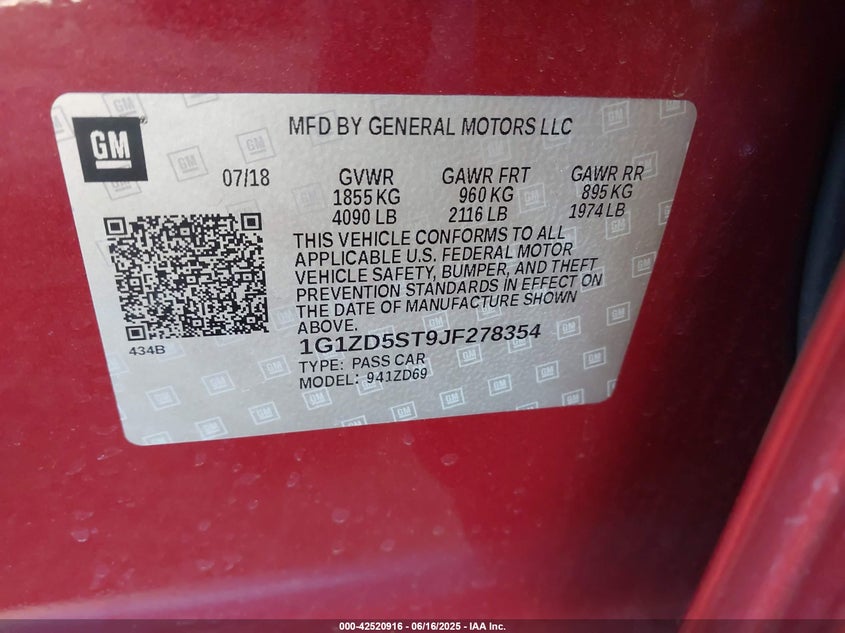 GM
MFD BY GENERAL MOTORS LLC
07/18 GVWR GAWR FRT GAWR RR
1855 KG 960 KG 895 KG
4090 LB 2116 LB 1974 LB
THIS VEHICLE CONFORMS TO ALL
APPLICABLE U.S. FEDERAL MOTOR
VEHICLE SAFETY, BUMPER, AND THEFT
PREVENTION STANDARDS IN EFFECT ON
THE DATE OF MANUFACTURE SHOWN
ABOVE.
434B
1G1ZD5ST9JF278354
TYPE: PASS CAR
MODEL: 941ZD69
000-42520916 - 06/16/2025 - IAA Inc.